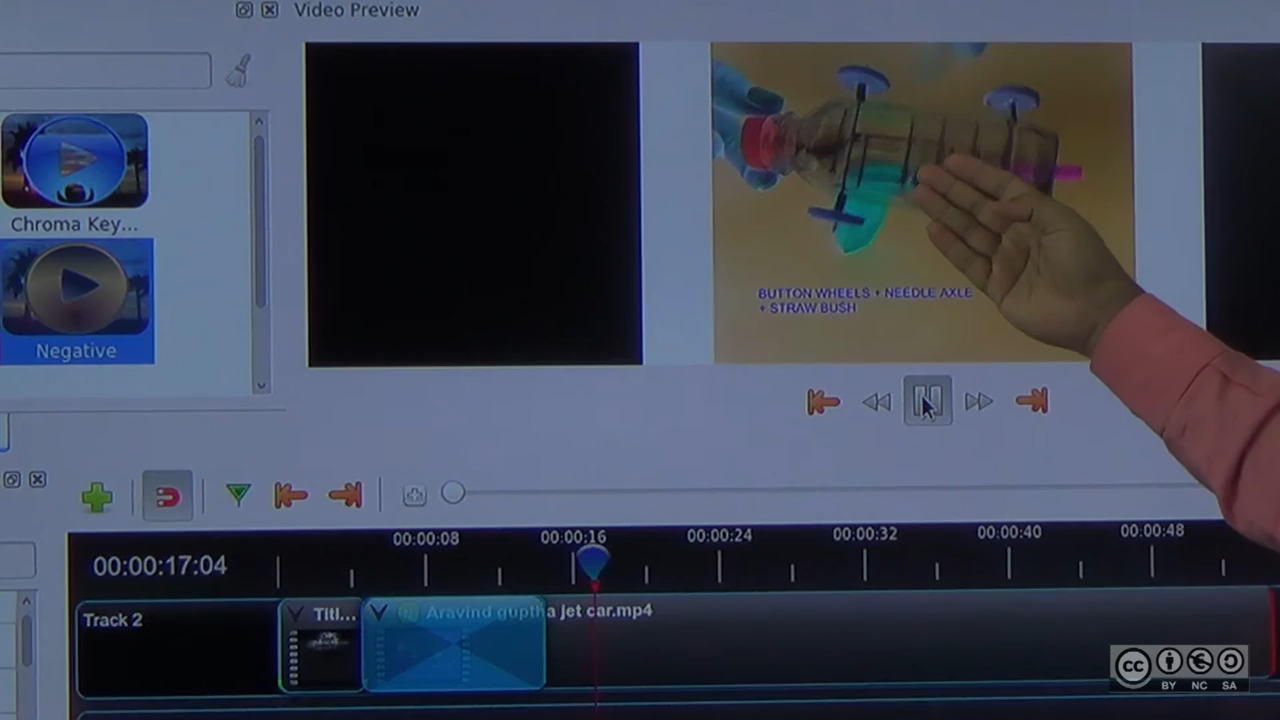 Video Preview
Chroma Key...
Negative
BUTTON WHEELS + NEEDLE AXLE
+ STRAW BUSH
00:00:08
00:00:16
00:00:24
00:00:32
00:00:40
00:00:48
00:00:17:04
Track 2
Titl...
Aravind guptha jet car.mp4
cc
BY NC SA